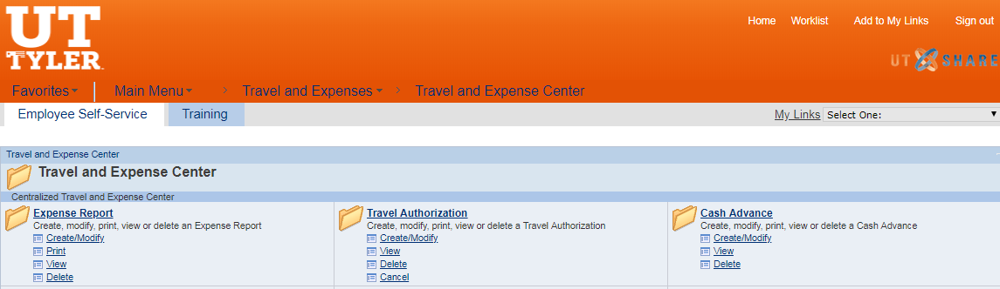 UT
TYLER
Home Worklist Add to My Links Sign out
UT SHARE
Favorites Main Menu > Travel and Expenses > Travel and Expense Center
Employee Self-Service Training My Links Select One:
Travel and Expense Center
Travel and Expense Center
Centralized Travel and Expense Center
Expense Report
Create, modify, print, view or delete an Expense Report
Create/Modify
Print
View
Delete
Travel Authorization
Create, modify, print, view or delete a Travel Authorization
Create/Modify
View
Delete
Cancel
Cash Advance
Create, modify, print, view or delete a Cash Advance
Create/Modify
View
Delete